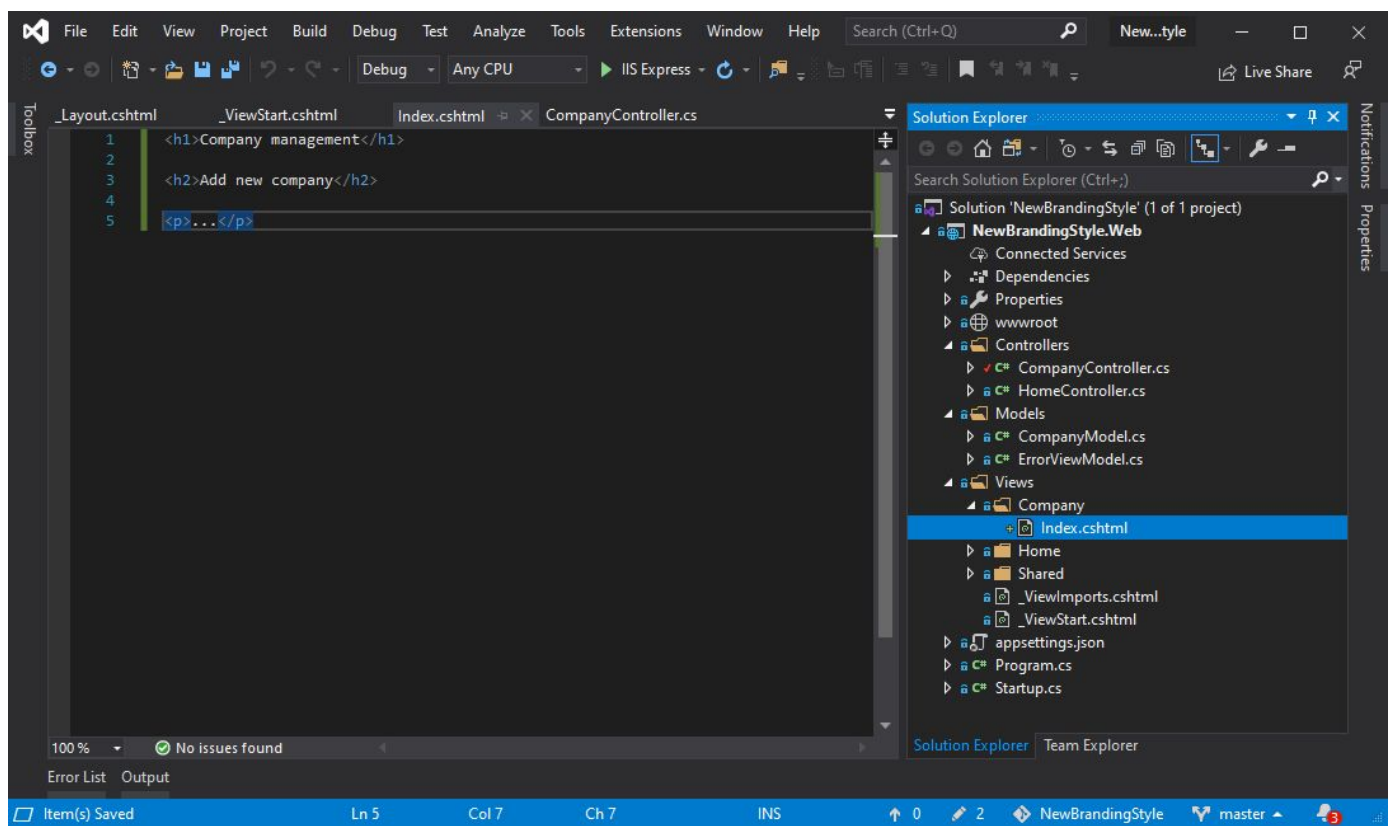 File Edit View Project Build Debug Test Analyze Tools Extensions Window Help Search (Ctrl+Q) New...tyle
Debug Any CPU IIS Express Live Share
Toolbox
_Layout.cshtml _ViewStart.cshtml Index.cshtml CompanyController.cs
1 <h1>Company management</h1>
2
3 <h2>Add new company</h2>
4
5 <p>...</p>
100 % No issues found
Solution Explorer
Search Solution Explorer (Ctrl+;)
Solution 'NewBrandingStyle' (1 of 1 project)
NewBrandingStyle.Web
Connected Services
Dependencies
Properties
wwwroot
Controllers
C# CompanyController.cs
C# HomeController.cs
Models
C# CompanyModel.cs
C# ErrorViewModel.cs
Views
Company
Index.cshtml
Home
Shared
_ViewImports.cshtml
_ViewStart.cshtml
appsettings.json
C# Program.cs
C# Startup.cs
Solution Explorer Team Explorer
Notifications
Properties
Error List Output
Item(s) Saved Ln 5 Col 7 Ch 7 INS 0 2 NewBrandingStyle master 3